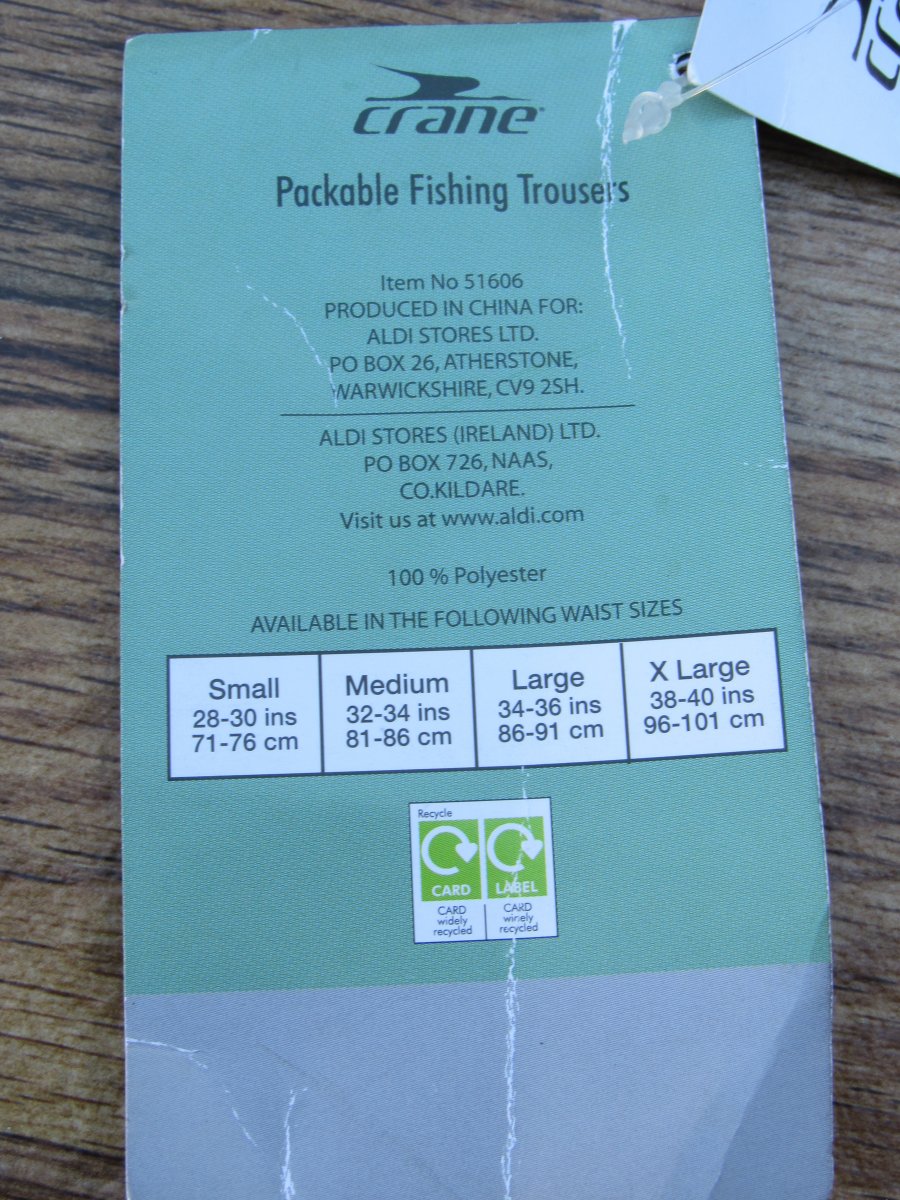 crane
Packable Fishing Trousers
Item No 51606
PRODUCED IN CHINA FOR:
ALDI STORES LTD.
PO BOX 26, ATHERSTONE,
WARWICKSHIRE, CV9 2SH.
ALDI STORES (IRELAND) LTD.
PO BOX 726, NAAS,
CO.KILDARE.
Visit us at www.aldi.com
100 % Polyester
AVAILABLE IN THE FOLLOWING WAIST SIZES
Small
28-30 ins
71-76 cm
Medium
32-34 ins
81-86 cm
Large
34-36 ins
86-91 cm
X Large
38-40 ins
96-101 cm
Recycle
CARD
CARD
widely
recycled
LABEL
CARD
widely
recycled